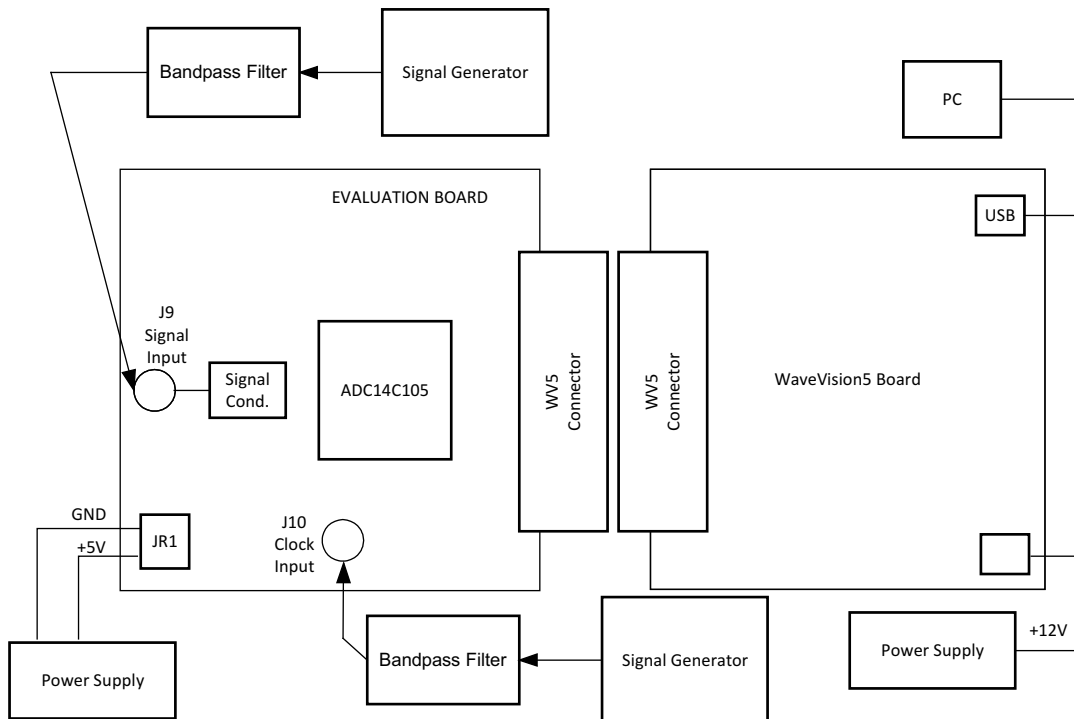 Bandpass Filter
Signal Generator
PC
EVALUATION BOARD
USB
J9
Signal
Input
Signal
Cond.
ADC14C105
WV5
Connector
WV5
Connector
WaveVision5 Board
GND
+5V
JR1
J10
Clock
Input
Power Supply
Bandpass Filter
Signal Generator
Power Supply
+12V